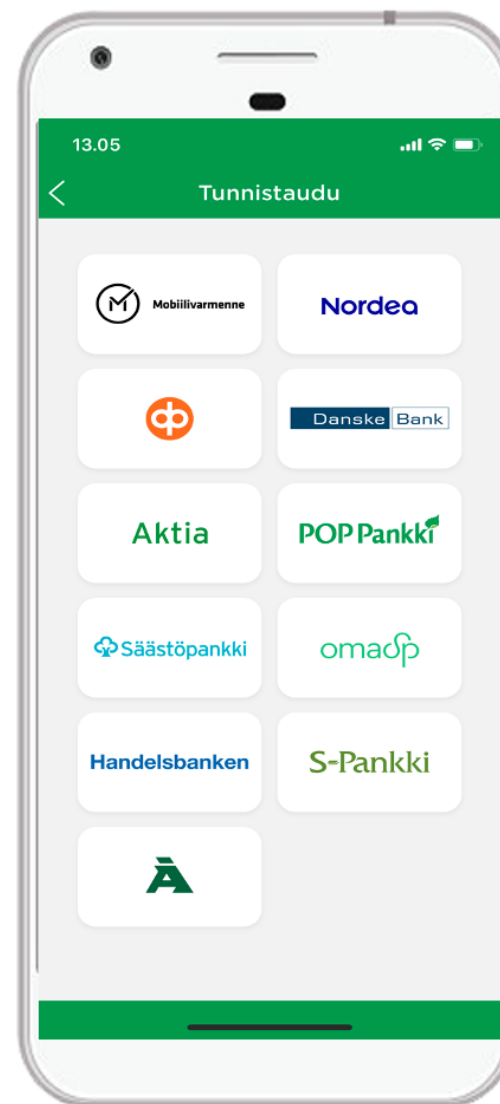 13.05
Tunnistaudu
M Mobiilivarmenne
Nordea
Danske Bank
Aktia
POP Pankki
Säästöpankki
omasp
Handelsbanken
S-Pankki
Å